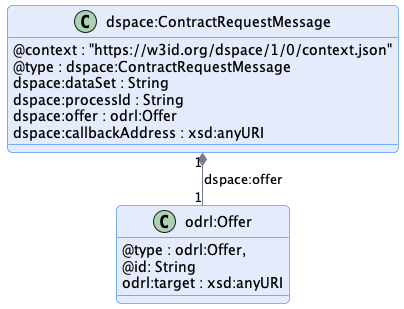 C dspace:ContractRequestMessage
@context : "https://w3id.org/dspace/1/0/context.json"
@type : dspace:ContractRequestMessage
dspace:dataSet : String
dspace:processId : String
dspace:offer : odrl:Offer
dspace:callbackAddress : xsd:anyURI
1
dspace:offer
1
C odrl:Offer
@type : odrl:Offer,
@id: String
odrl:target : xsd:anyURI